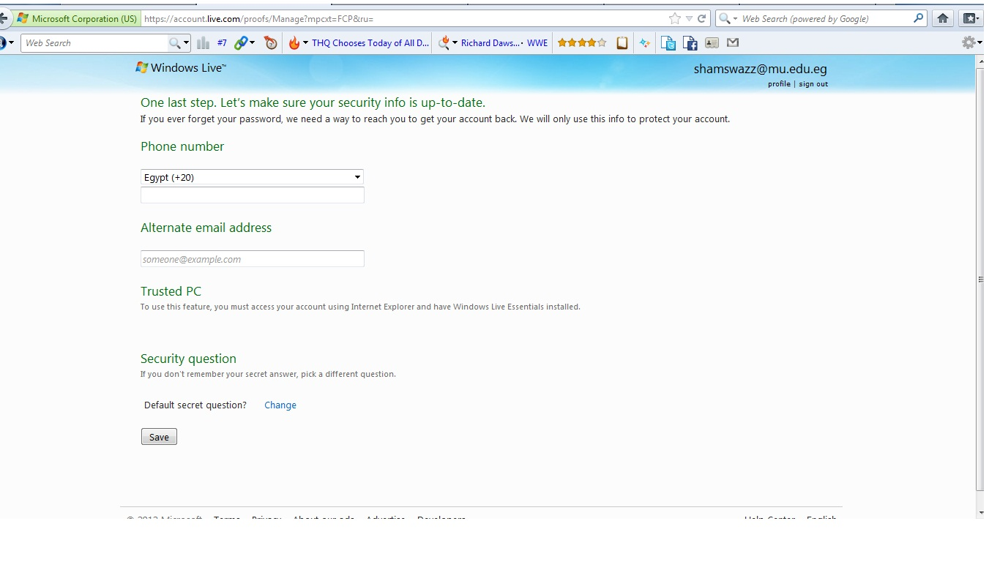 Microsoft Corporation (US) https://account.live.com/proofs/Manage?mpcxt=FCP&ru= Web Search (powered by Google)
Web Search #7 THQ Chooses Today of All D... Richard Daws... · WWE
Windows Live™ shamswazz@mu.edu.eg
profile | sign out
One last step. Let's make sure your security info is up-to-date.
If you ever forget your password, we need a way to reach you to get your account back. We will only use this info to protect your account.
Phone number
Egypt (+20)
Alternate email address
someone@example.com
Trusted PC
To use this feature, you must access your account using Internet Explorer and have Windows Live Essentials installed.
Security question
If you don't remember your secret answer, pick a different question.
Default secret question? Change
Save
© 2012 Microsoft Terms Privacy About our ads Advertise Developers Help Center English